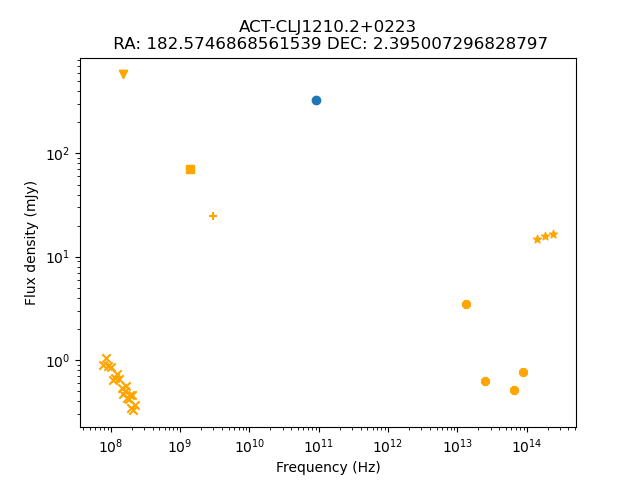 ACT-CLJ1210.2+0223
RA: 182.5746868561539 DEC: 2.395007296828797
Flux density (mJy)
10²
10¹
10⁰
10⁸ 10⁹ 10¹⁰ 10¹¹ 10¹² 10¹³ 10¹⁴
Frequency (Hz)